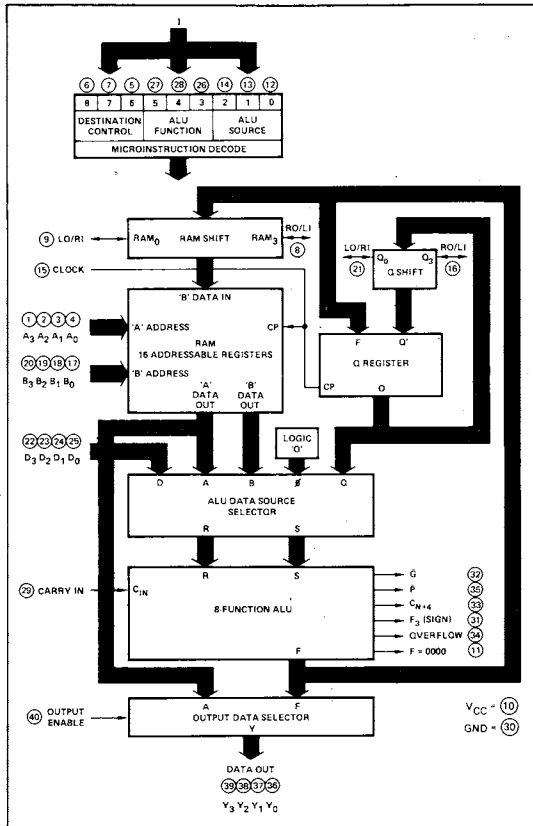 I
6 7 5 27 28 26 14 13 12
8 7 6 5 4 3 2 1 0
DESTINATION CONTROL ALU FUNCTION ALU SOURCE
MICROINSTRUCTION DECODE
9 LO/RI RAM0 RAM SHIFT RAM3 RO/LI
8
LO/RI Q0 Q3 RO/LI
21 Q SHIFT 16
15 CLOCK
'B' DATA IN
1 2 3 4 'A' ADDRESS
A3 A2 A1 A0
RAM
16 ADDRESSABLE REGISTERS
CP
20 19 18 17 'B' ADDRESS
B3 B2 B1 B0
'A' DATA OUT 'B' DATA OUT
F Q'
Q REGISTER
CP O
22 23 24 25
D3 D2 D1 D0
LOGIC
'0'
D A B Ø Q
ALU DATA SOURCE
SELECTOR
R S
R S
29 CARRY IN CIN
8-FUNCTION ALU
F
G̅ 32
P̅ 35
CN+4 33
F3 (SIGN) 31
OVERFLOW 34
F = 0000 11
A F
40 OUTPUT
ENABLE
OUTPUT DATA SELECTOR
Y
VCC = 10
GND = 30
DATA OUT
39 38 37 36
Y3 Y2 Y1 Y0